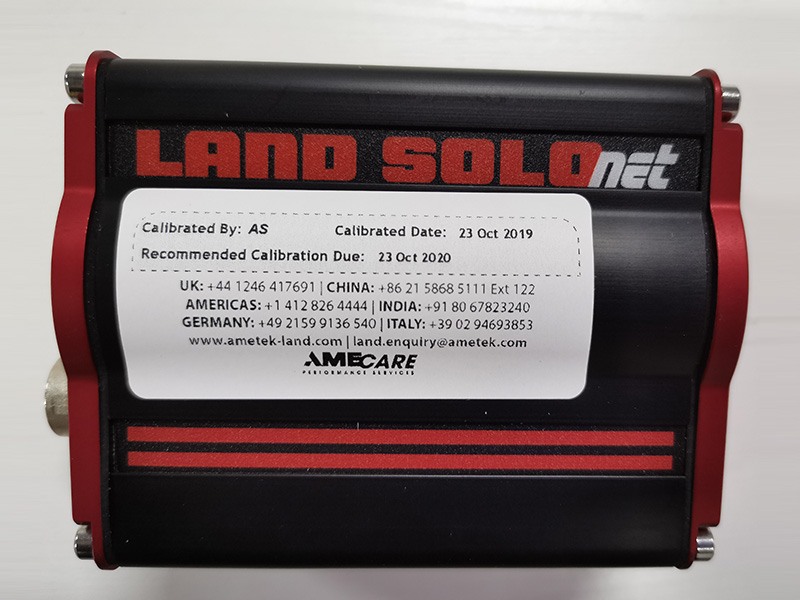 LAND SOLOnet
Calibrated By: AS Calibrated Date: 23 Oct 2019
Recommended Calibration Due: 23 Oct 2020
UK: +44 1246 417691 | CHINA: +86 21 5868 5111 Ext 122
AMERICAS: +1 412 826 4444 | INDIA: +91 80 67823240
GERMANY: +49 2159 9136 540 | ITALY: +39 02 94693853
www.ametek-land.com | land.enquiry@ametek.com
AMECARE
PERFORMANCE SERVICES